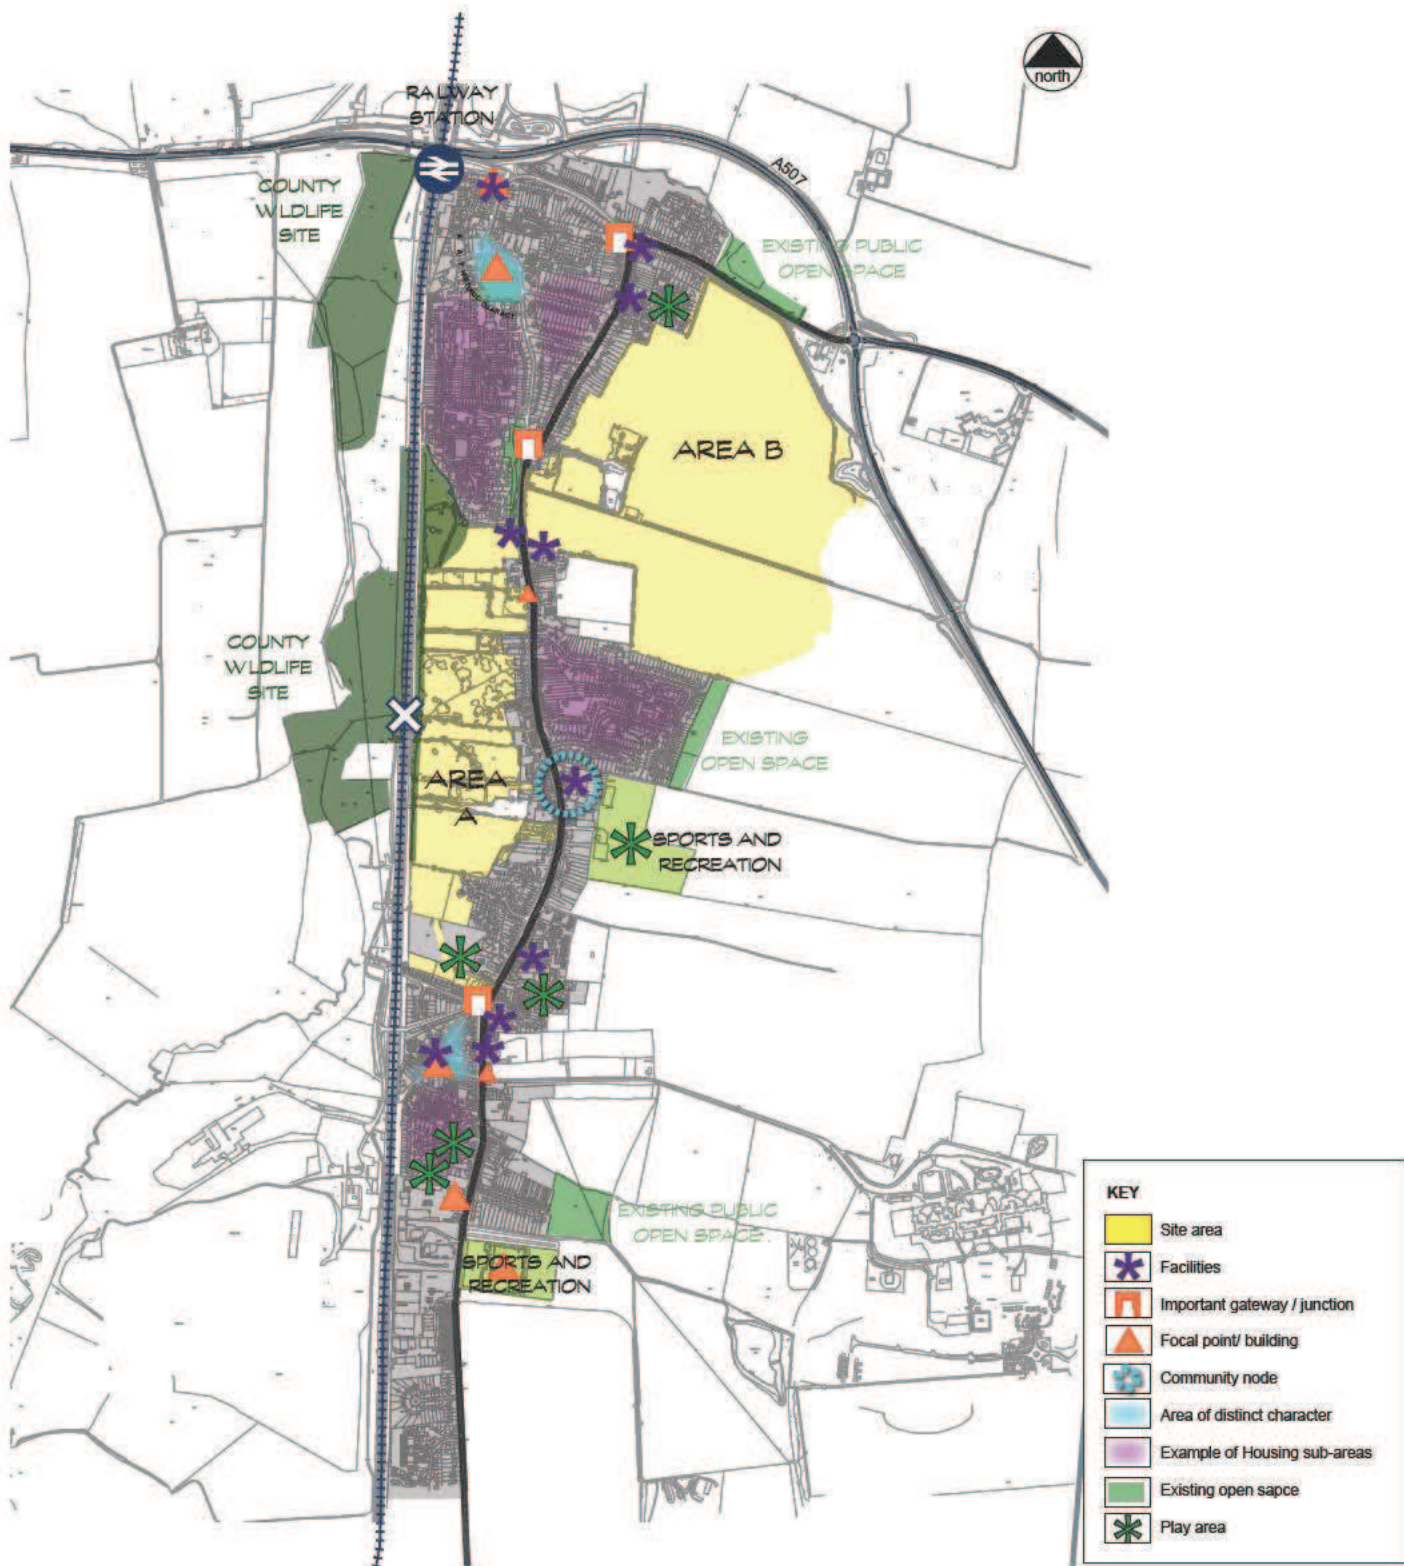 north
RAILWAY
STATION
A507
COUNTY
WLDLIFE
SITE
EXISTING PUBLIC
OPEN SPACE
AREA B
COUNTY
WLDLIFE
SITE
EXISTING
OPEN SPACE
AREA
A
SPORTS AND
RECREATION
EXISTING PUBLIC
OPEN SPACE
SPORTS AND
RECREATION
KEY
Site area
Facilities
Important gateway / junction
Focal point/ building
Community node
Area of distinct character
Example of Housing sub-areas
Existing open sapce
Play area